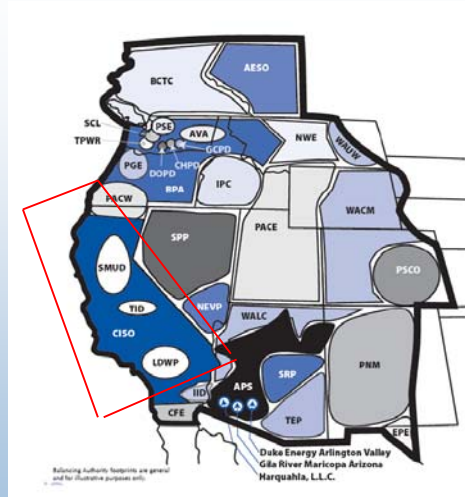 BCTC
AESO
SCL
PSE
TPWR
AVA
GCPD
PGE
DOPD
CHPD
BPA
NWE
WAUW
PACW
IPC
SPP
PACE
WACM
SMUD
PSCO
TID
NEVP
WALC
CISO
LDWP
IID
APS
SRP
PNM
CFE
TEP
EPE
Duke Energy Arlington Valley
Gila River Maricopa Arizona
Harquahla, L.L.C.
Balancing Authority footprints are general
and for illustrative purposes only.